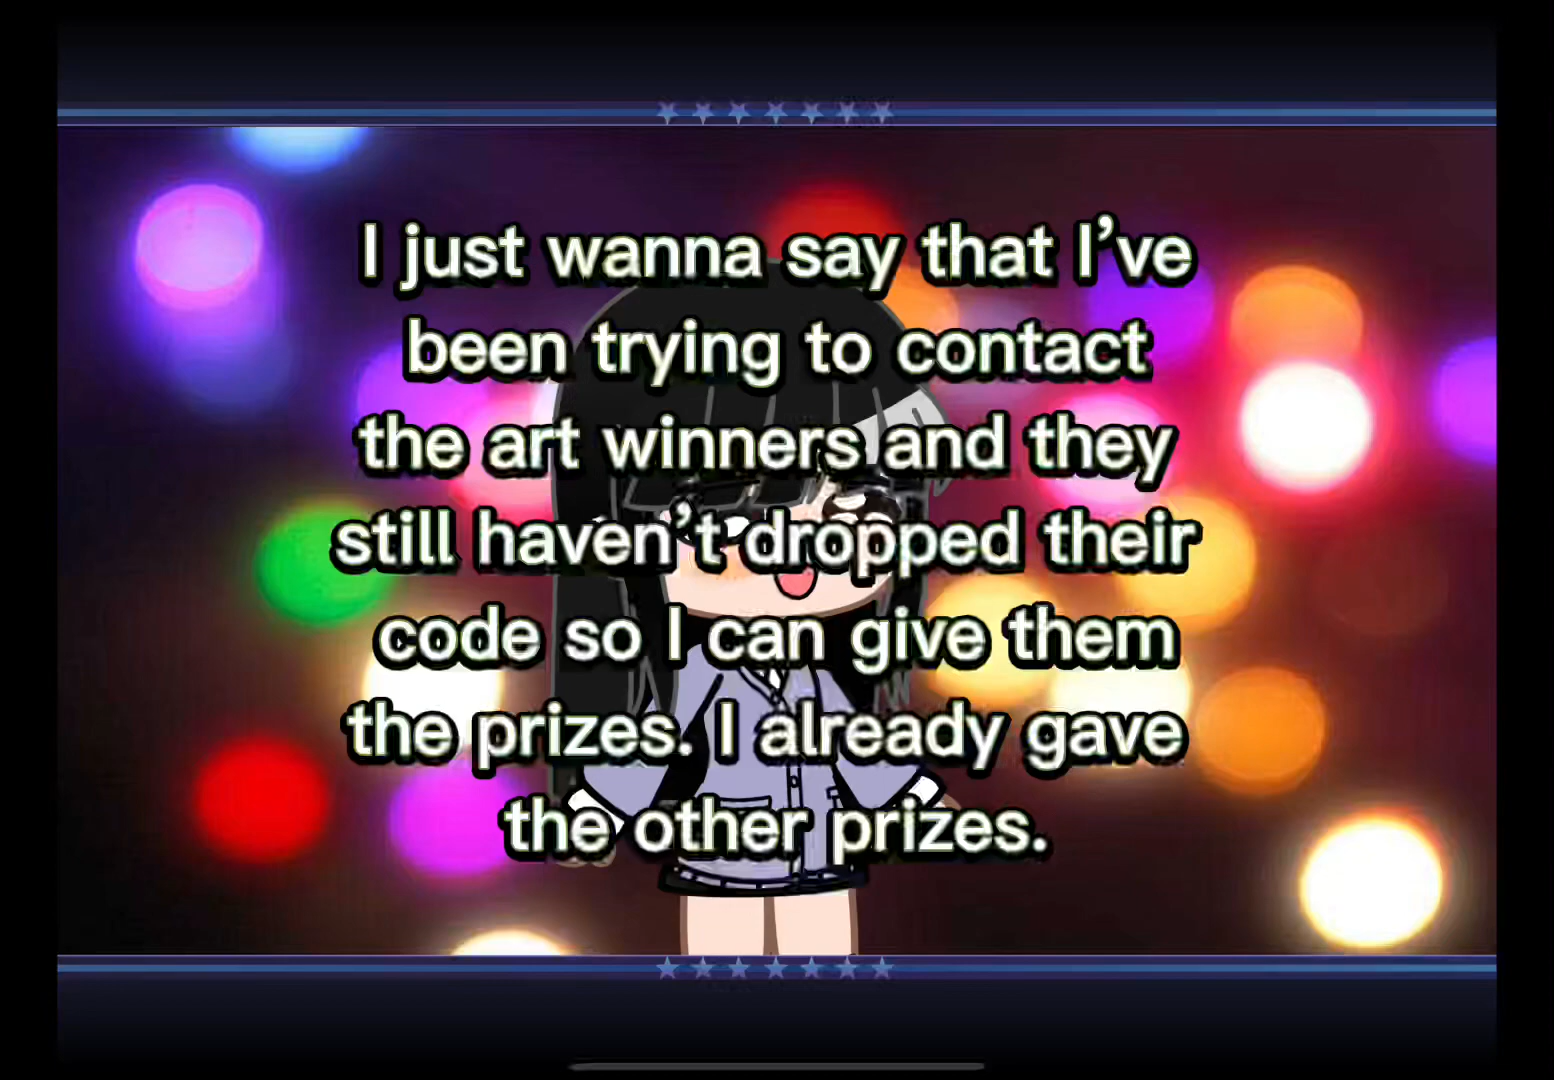 I just wanna say that I’ve
been trying to contact
the art winners and they
still haven’t dropped their
code so I can give them
the prizes. I already gave
the other prizes.